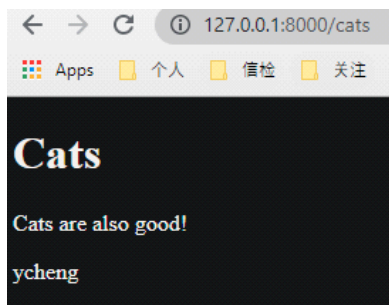 127.0.0.1:8000/cats
Apps 个人 信检 关注
Cats
Cats are also good!
ycheng